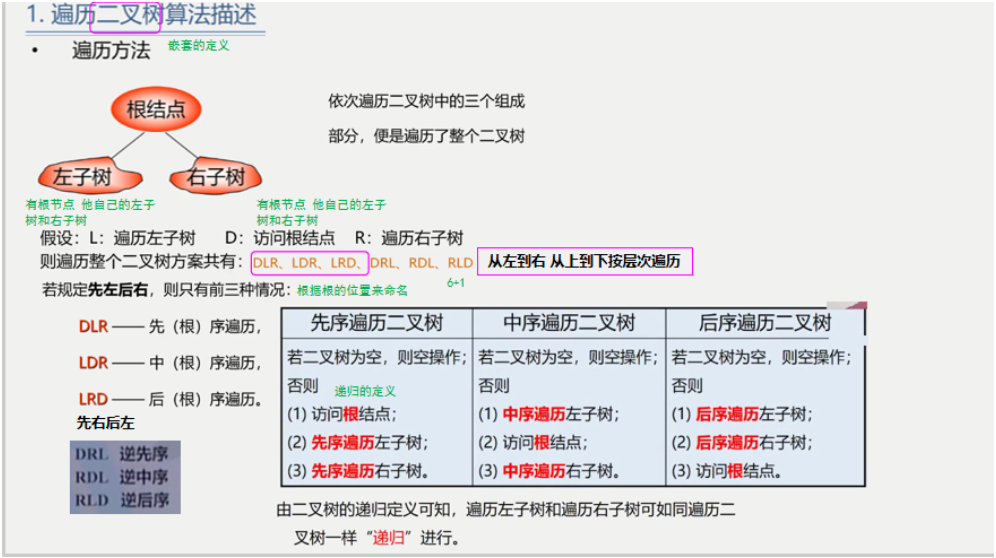 1. 遍历二叉树算法描述
• 遍历方法 嵌套的定义
根结点
依次遍历二叉树中的三个组成
部分，便是遍历了整个二叉树
左子树 右子树
有根节点 他自己的左子
树和右子树
有根节点 他自己的左子
树和右子树
假设：L：遍历左子树 D：访问根结点 R：遍历右子树
则遍历整个二叉树方案共有：DLR、LDR、LRD、DRL、RDL、RLD 从左到右 从上到下按层次遍历
6+1
若规定先左后右，则只有前三种情况：根据根的位置来命名
DLR —— 先（根）序遍历，
LDR —— 中（根）序遍历，
LRD —— 后（根）序遍历。
先右后左
DRL 逆先序
RDL 逆中序
RLD 逆后序
先序遍历二叉树
若二叉树为空，则空操作；
否则 递归的定义
(1) 访问根结点；
(2) 先序遍历左子树；
(3) 先序遍历右子树。
中序遍历二叉树
若二叉树为空，则空操作；
否则
(1) 中序遍历左子树；
(2) 访问根结点；
(3) 中序遍历右子树。
后序遍历二叉树
若二叉树为空，则空操作；
否则
(1) 后序遍历左子树；
(2) 后序遍历右子树；
(3) 访问根结点。
由二叉树的递归定义可知，遍历左子树和遍历右子树可如同遍历二
叉树一样“递归”进行。